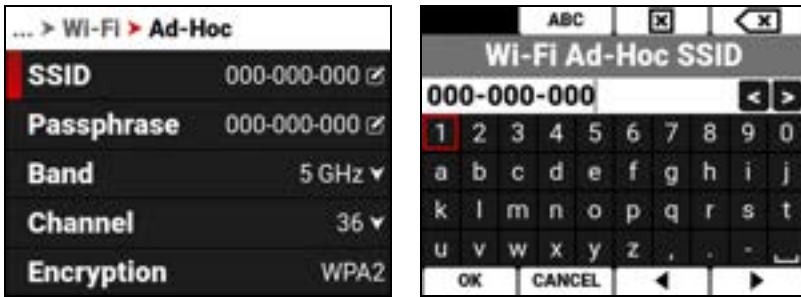 ... > Wi-Fi > Ad-Hoc
SSID 000-000-000
Passphrase 000-000-000
Band 5 GHz
Channel 36
Encryption WPA2
ABC
Wi-Fi Ad-Hoc SSID
000-000-000 < >
1 2 3 4 5 6 7 8 9 0
a b c d e f g h i j
k l m n o p q r s t
u v w x y z , . -
OK CANCEL